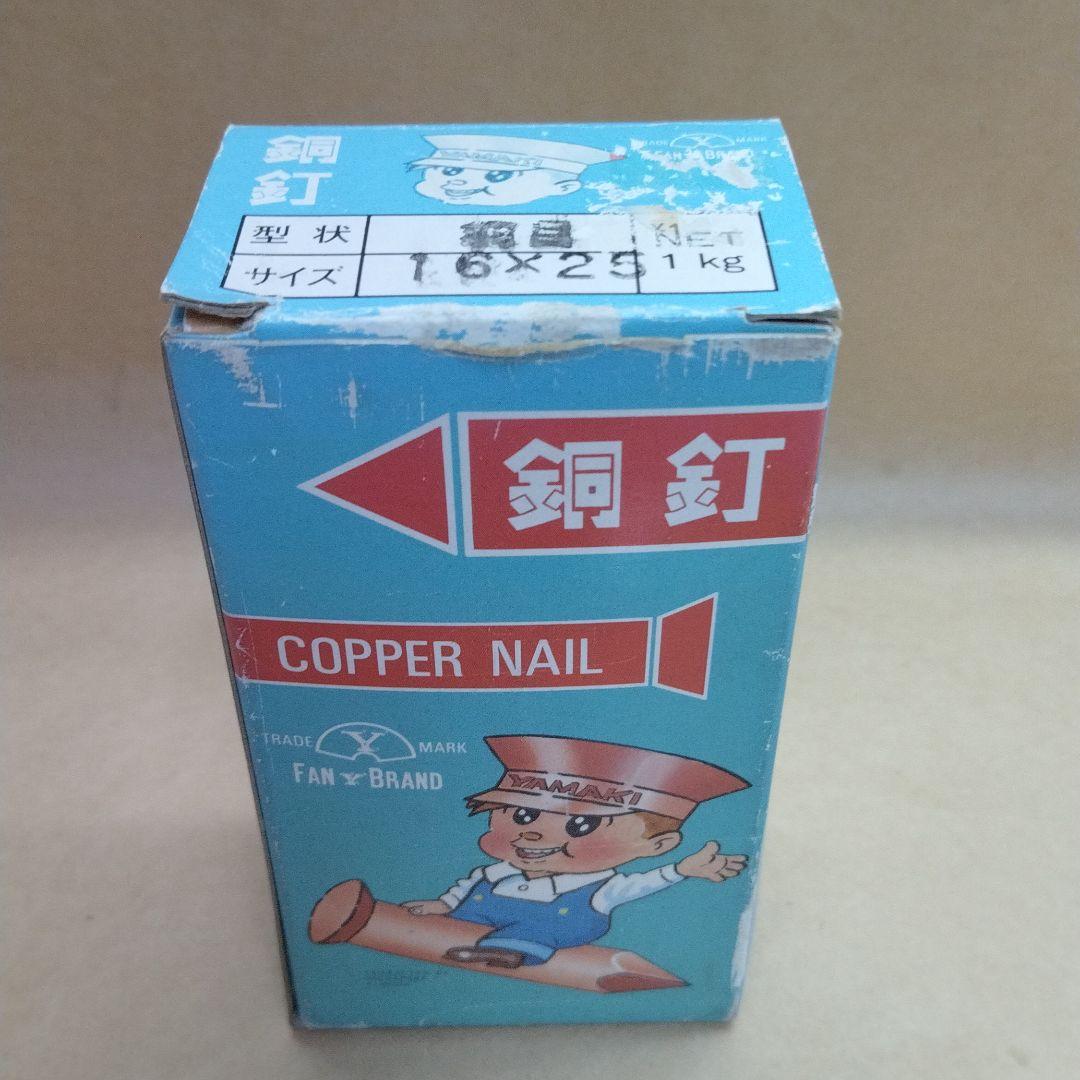 銅
釘
YAMAKI
TRADE Y MARK
FAN Y BRAND
型状
NET
サイズ 16×25 1kg
銅釘
COPPER NAIL
TRADE Y MARK
FAN Y BRAND
YAMAKI